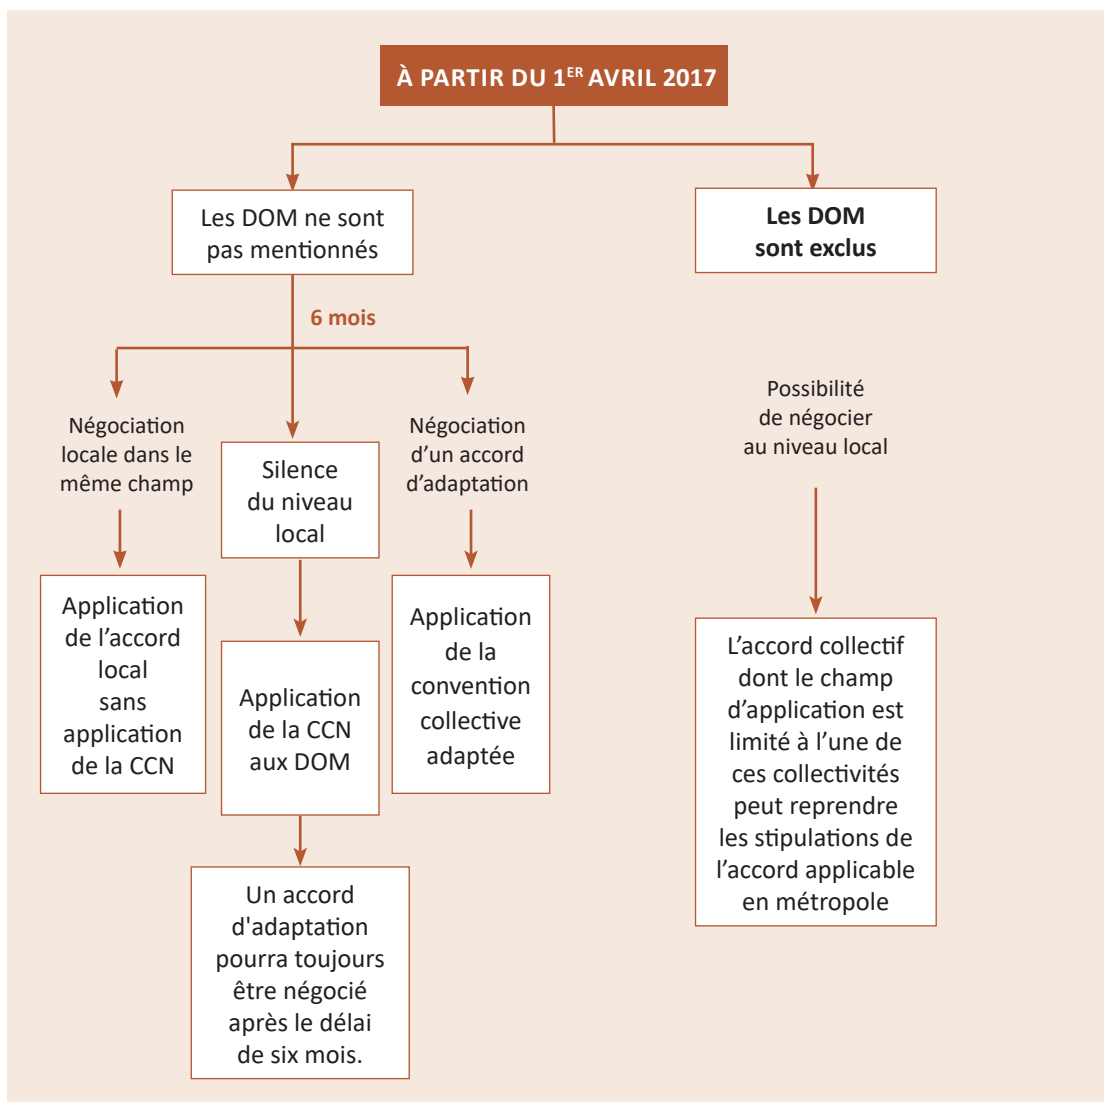 À PARTIR DU 1ER AVRIL 2017
Les DOM ne sont
pas mentionnés
Les DOM
sont exclus
6 mois
Négociation
locale dans le
même champ
Silence
du niveau
local
Négociation
d’un accord
d’adaptation
Possibilité
de négocier
au niveau local
Application
de l’accord
local
sans
application
de la CCN
Application
de la CCN
aux DOM
Application
de la
convention
collective
adaptée
L’accord collectif
dont le champ
d’application est
limité à l’une de
ces collectivités
peut reprendre
les stipulations de
l’accord applicable
en métropole
Un accord
d'adaptation
pourra toujours
être négocié
après le délai
de six mois.